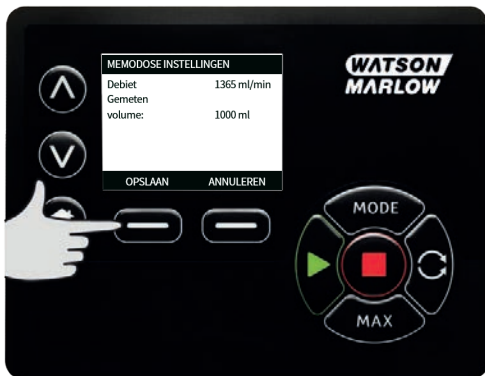 MEMODOSE INSTELLINGEN
Debiet 1365 ml/min
Gemeten
volume: 1000 ml
OPSLAAN ANNULEREN
WATSON
MARLOW
MODE
MAX